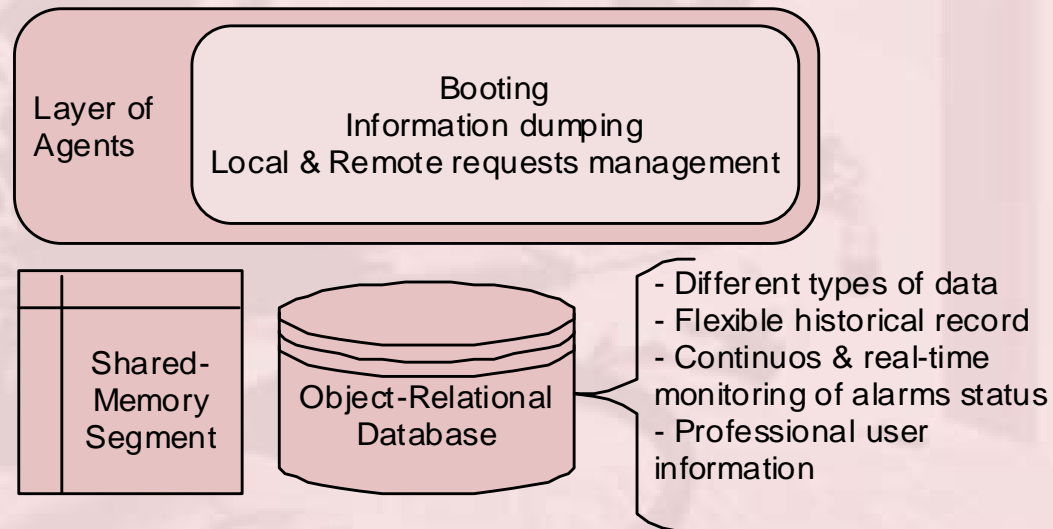 Layer of
Agents
Booting
Information dumping
Local & Remote requests management
Shared-
Memory
Segment
Object-Relational
Database
- Different types of data
- Flexible historical record
- Continuos & real-time
monitoring of alarms status
- Professional user
information